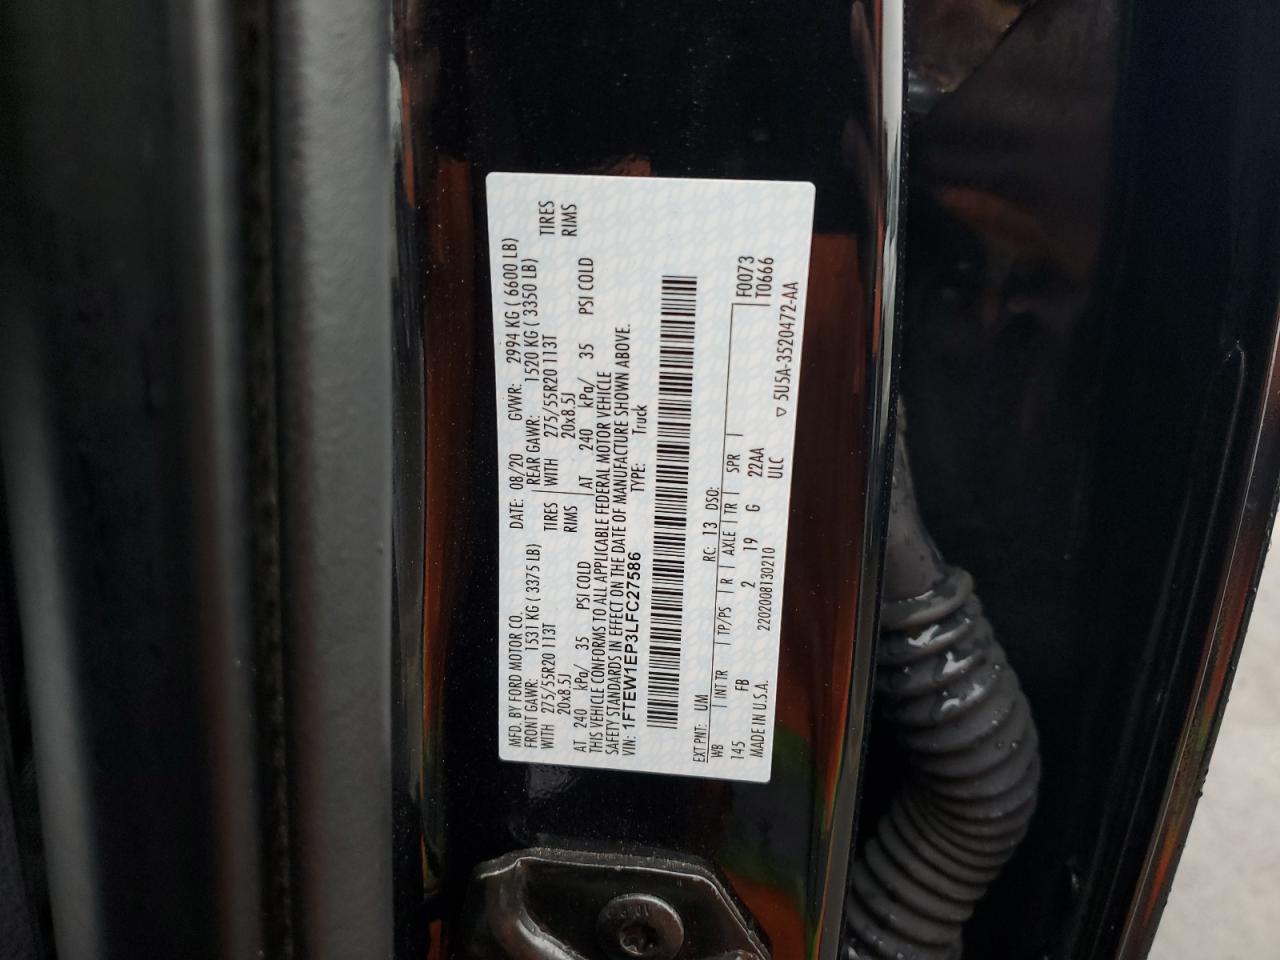 MFD. BY FORD MOTOR CO. DATE: 08/20 GVWR: 2994 KG ( 6600 LB)
FRONT GAWR: 1531 KG ( 3375 LB) REAR GAWR: 1520 KG ( 3350 LB)
WITH 275/55R20 113T TIRES WITH 275/55R20 113T TIRES
20x8.5J RIMS 20x8.5J RIMS
AT 240 kPa/ 35 PSI COLD AT 240 kPa/ 35 PSI COLD
THIS VEHICLE CONFORMS TO ALL APPLICABLE FEDERAL MOTOR VEHICLE
SAFETY STANDARDS IN EFFECT ON THE DATE OF MANUFACTURE SHOWN ABOVE.
VIN: 1FTEW1EP3LFC27586 TYPE: Truck
EXT PNT: UM RC: 13 DSO: F0073
WB INT TR TP/PS R AXLE TR SPR T0666
145 FB 2 19 G 22AA
MADE IN U.S.A. 2202008130210 ULC ▽ 5U5A-3520472-AA